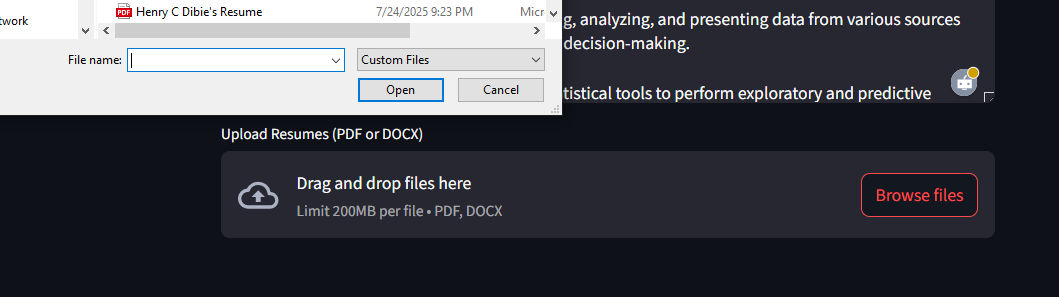 twork
PDF Henry C Dibie's Resume 7/24/2025 9:23 PM Micr
File name: Custom Files
Open Cancel
g, analyzing, and presenting data from various sources
decision-making.
tistical tools to perform exploratory and predictive
Upload Resumes (PDF or DOCX)
Drag and drop files here
Limit 200MB per file • PDF, DOCX
Browse files